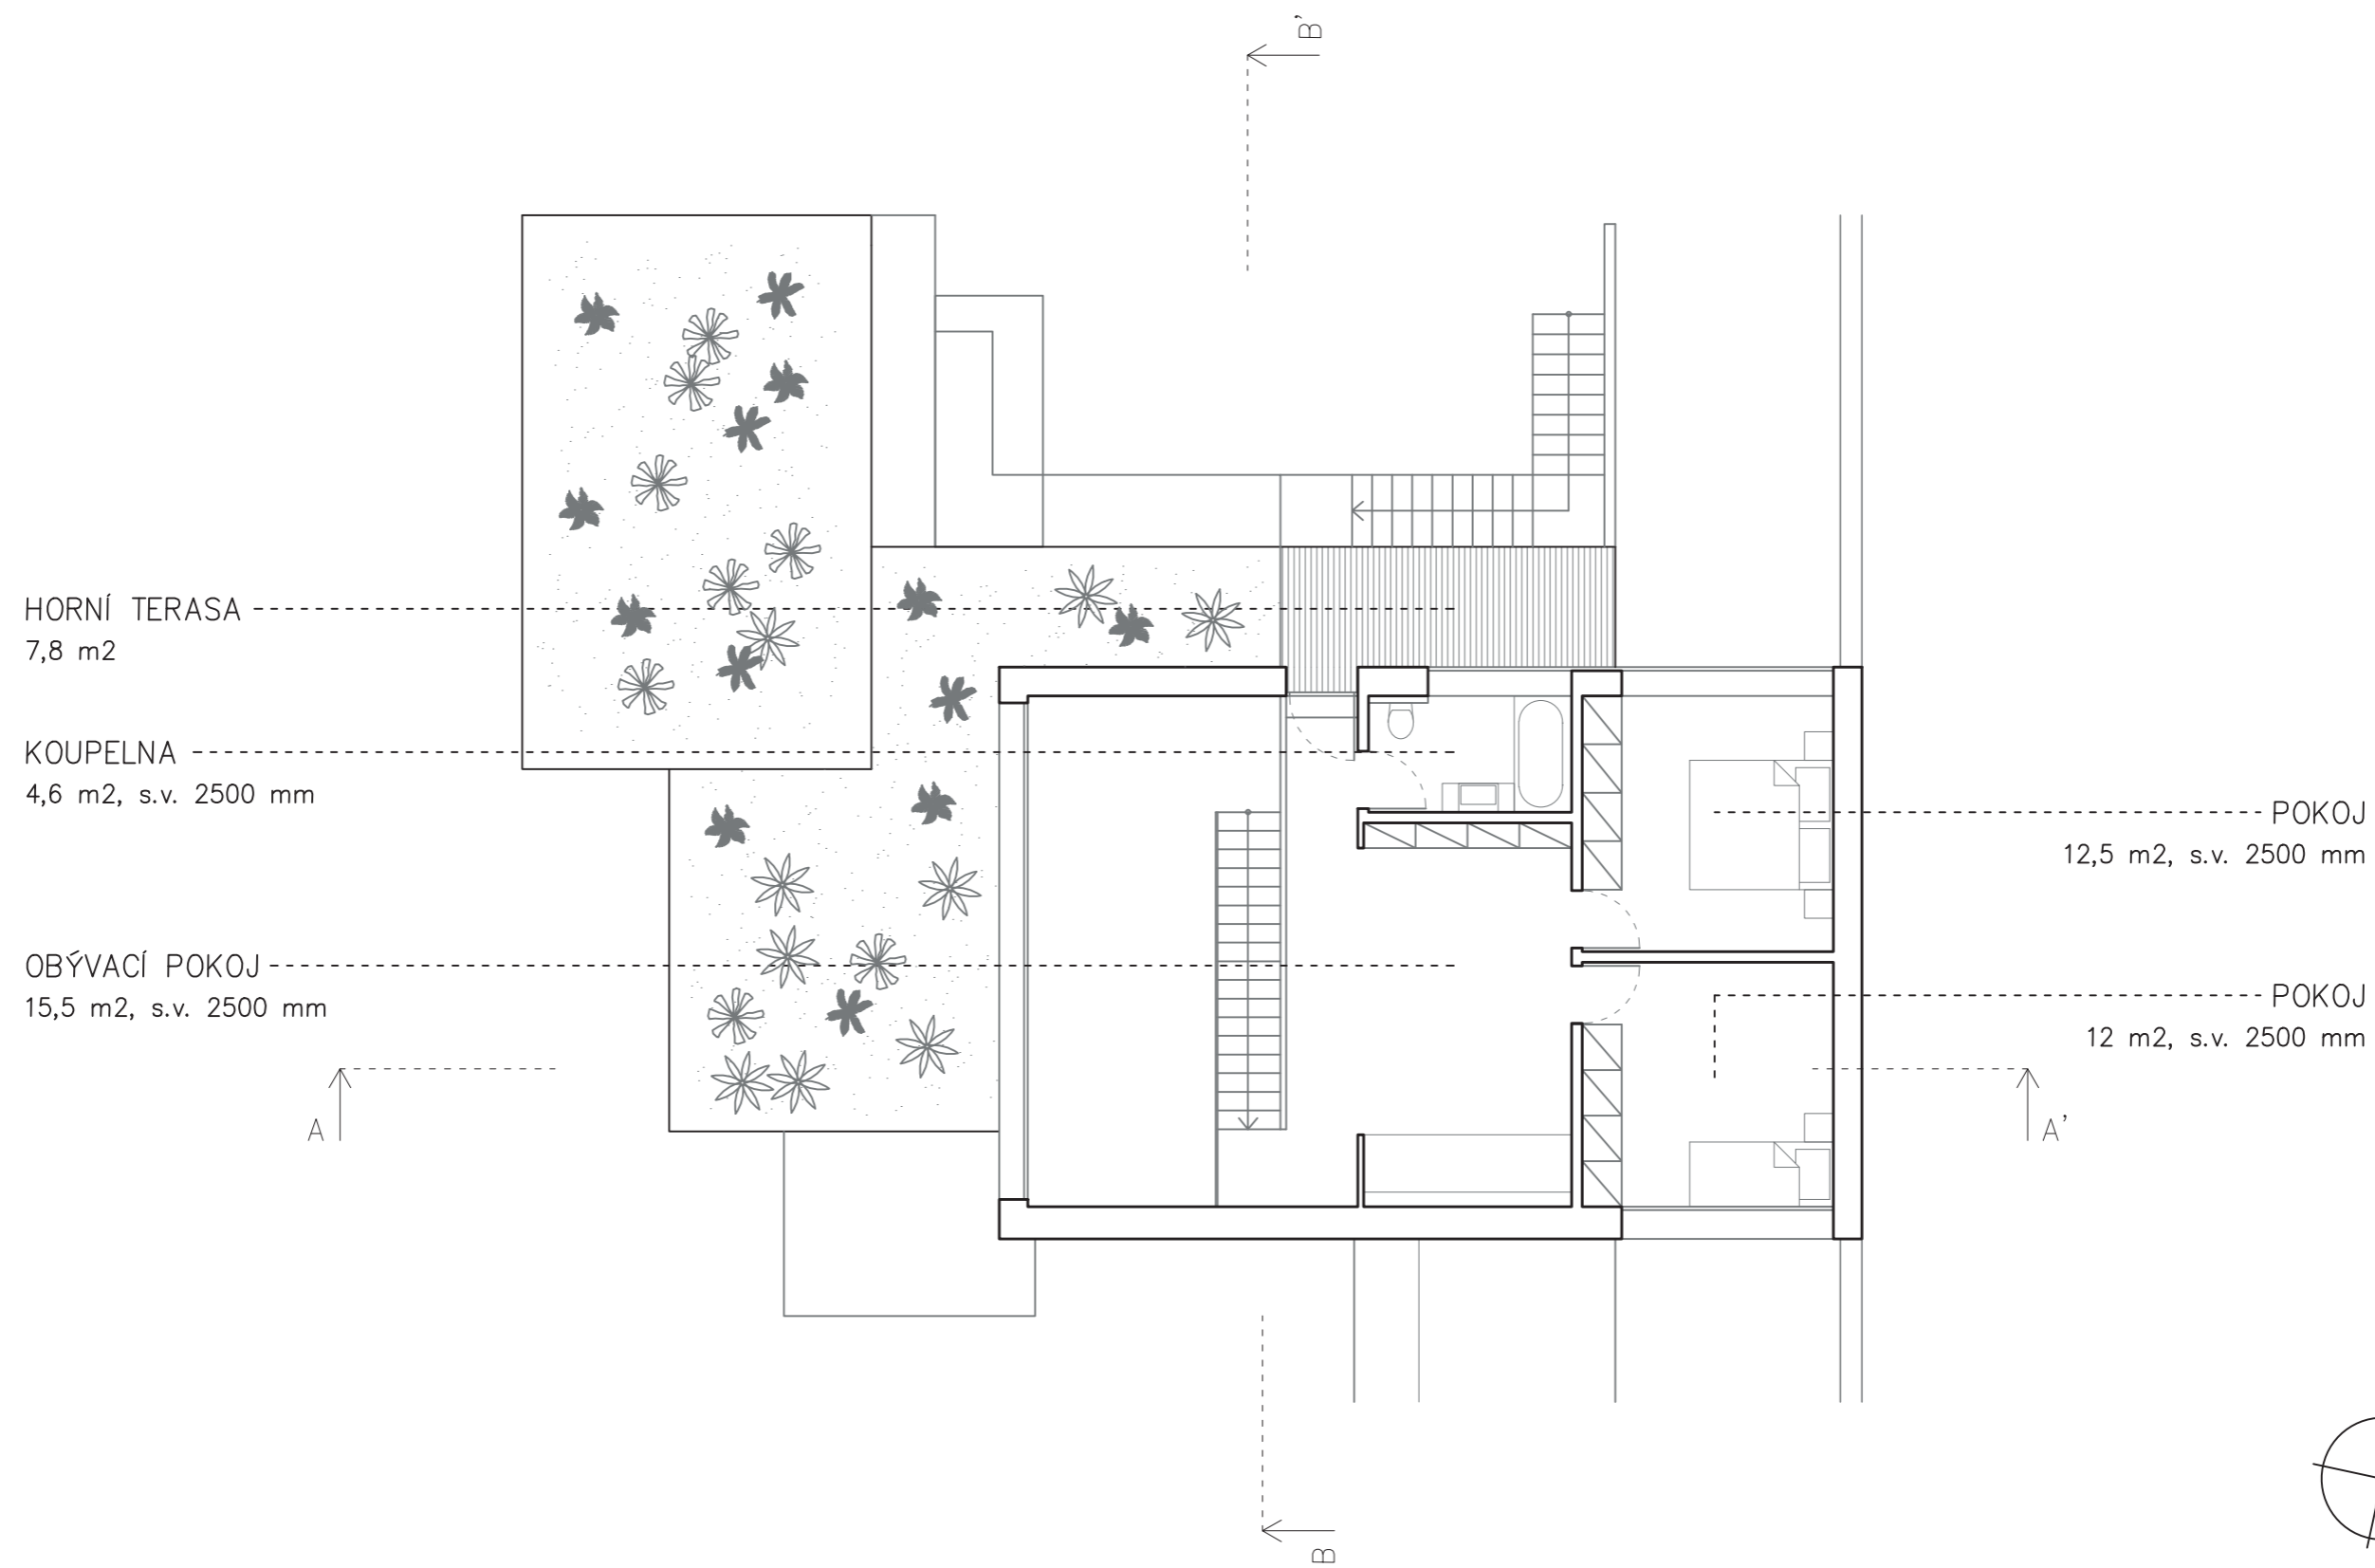 B'
HORNÍ TERASA
7,8 m2
KOUPELNA
4,6 m2, s.v. 2500 mm
POKOJ
12,5 m2, s.v. 2500 mm
OBÝVACÍ POKOJ
15,5 m2, s.v. 2500 mm
POKOJ
12 m2, s.v. 2500 mm
A
A'
B